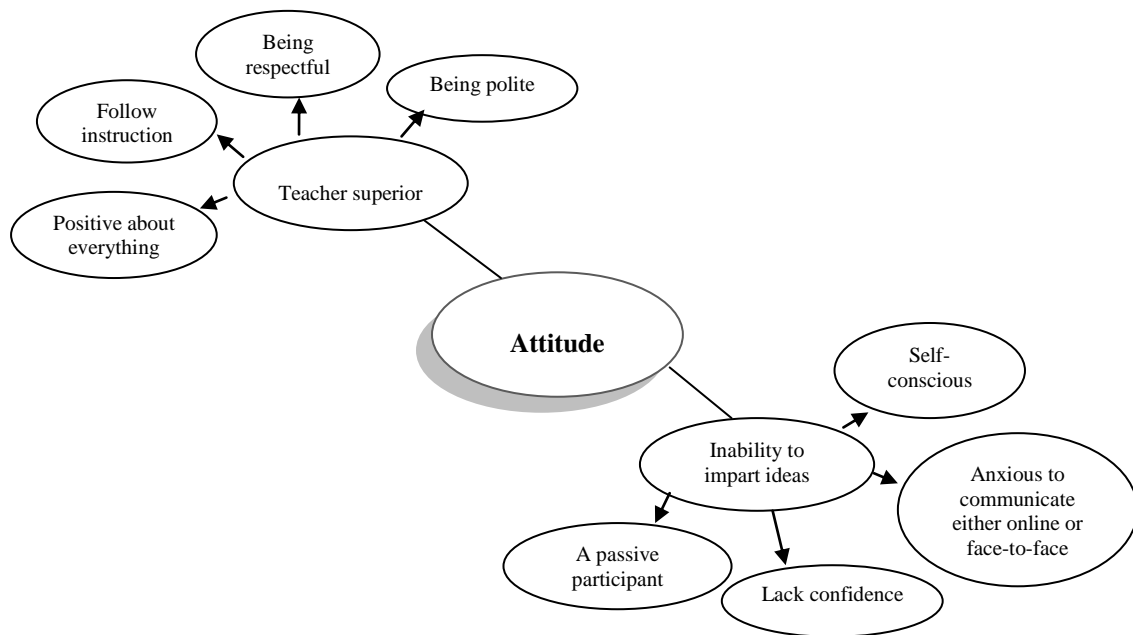 Being
respectful
Being polite
Follow
instruction
Teacher superior
Positive about
everything
Attitude
Self-
conscious
Inability to
impart ideas
Anxious to
communicate
either online or
face-to-face
A passive
participant
Lack confidence